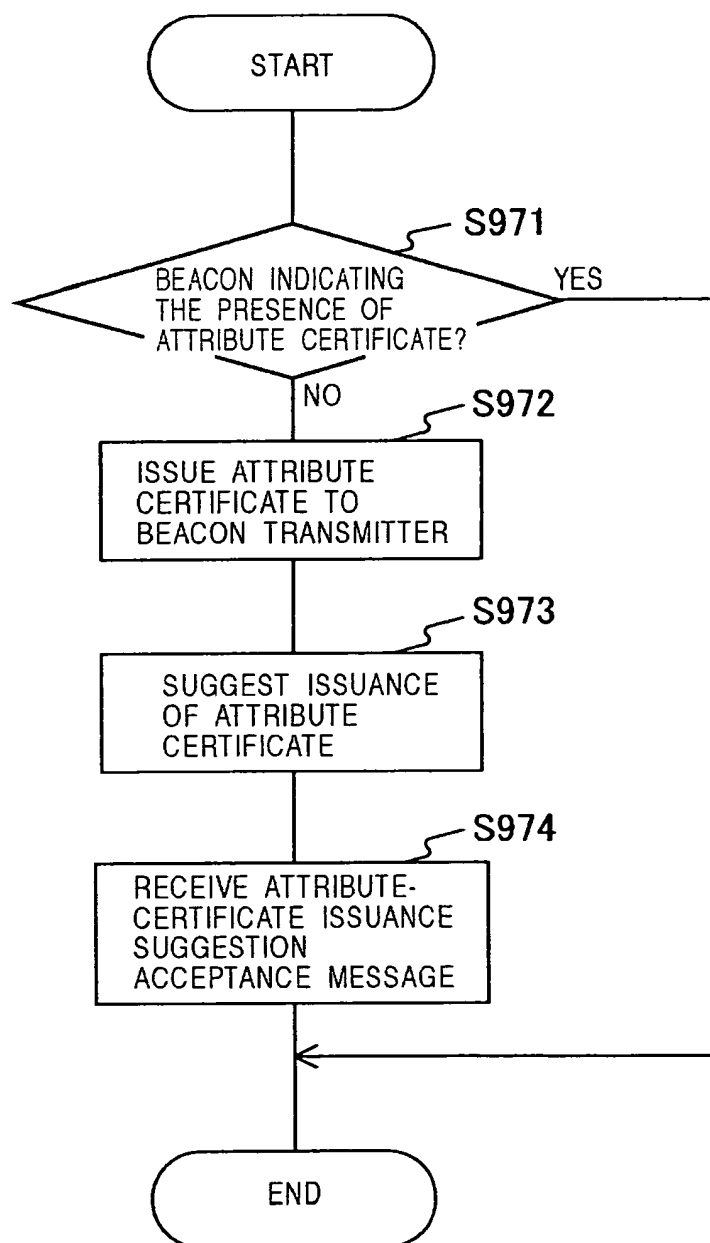 START
S971
BEACON INDICATING
THE PRESENCE OF
ATTRIBUTE CERTIFICATE?
YES
NO
S972
ISSUE ATTRIBUTE
CERTIFICATE TO
BEACON TRANSMITTER
S973
SUGGEST ISSUANCE
OF ATTRIBUTE
CERTIFICATE
S974
RECEIVE ATTRIBUTE-
CERTIFICATE ISSUANCE
SUGGESTION
ACCEPTANCE MESSAGE
END